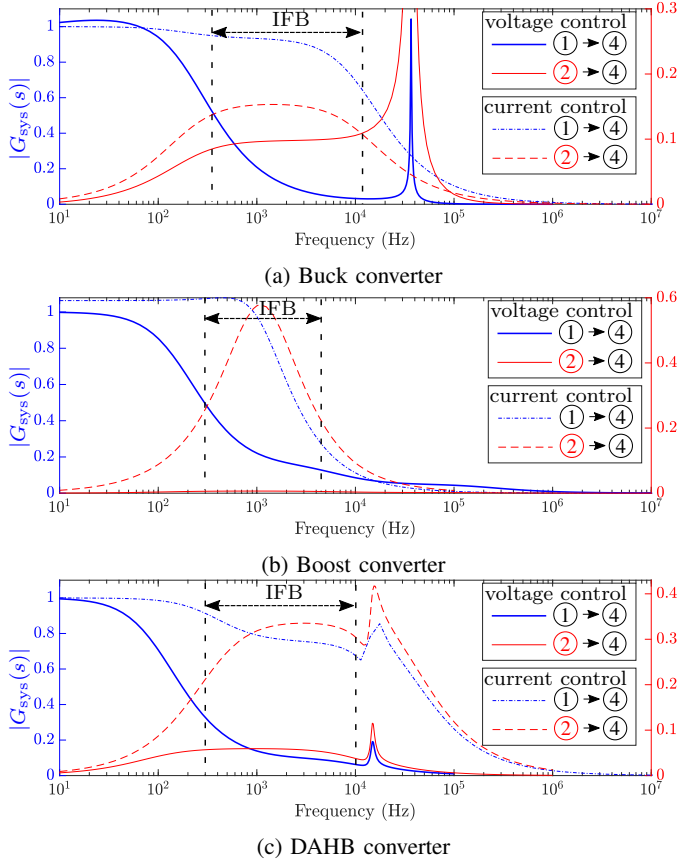 IFB
voltage control
1 → 4
2 → 4
current control
1 → 4
2 → 4
|G_sys(s)|
1
0.8
0.6
0.4
0.2
0
0.3
0.2
0.1
0
10^1 10^2 10^3 10^4 10^5 10^6 10^7
Frequency (Hz)
(a) Buck converter
IFB
voltage control
1 → 4
2 → 4
current control
1 → 4
2 → 4
|G_sys(s)|
1
0.8
0.6
0.4
0.2
0
0.6
0.4
0.2
0
10^1 10^2 10^3 10^4 10^5 10^6 10^7
Frequency (Hz)
(b) Boost converter
IFB
voltage control
1 → 4
2 → 4
current control
1 → 4
2 → 4
|G_sys(s)|
1
0.8
0.6
0.4
0.2
0
0.4
0.3
0.2
0.1
0
10^1 10^2 10^3 10^4 10^5 10^6 10^7
Frequency (Hz)
(c) DAHB converter